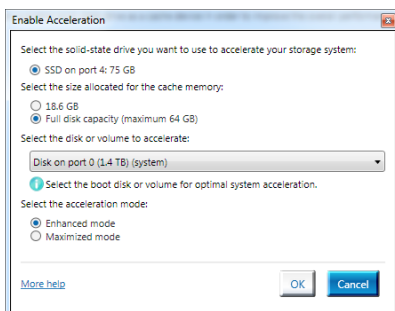 Enable Acceleration
Select the solid-state drive you want to use to accelerate your storage system:
SSD on port 4: 75 GB
Select the size allocated for the cache memory:
18.6 GB
Full disk capacity (maximum 64 GB)
Select the disk or volume to accelerate:
Disk on port 0 (1.4 TB) (system)
Select the boot disk or volume for optimal system acceleration.
Select the acceleration mode:
Enhanced mode
Maximized mode
More help
OK
Cancel